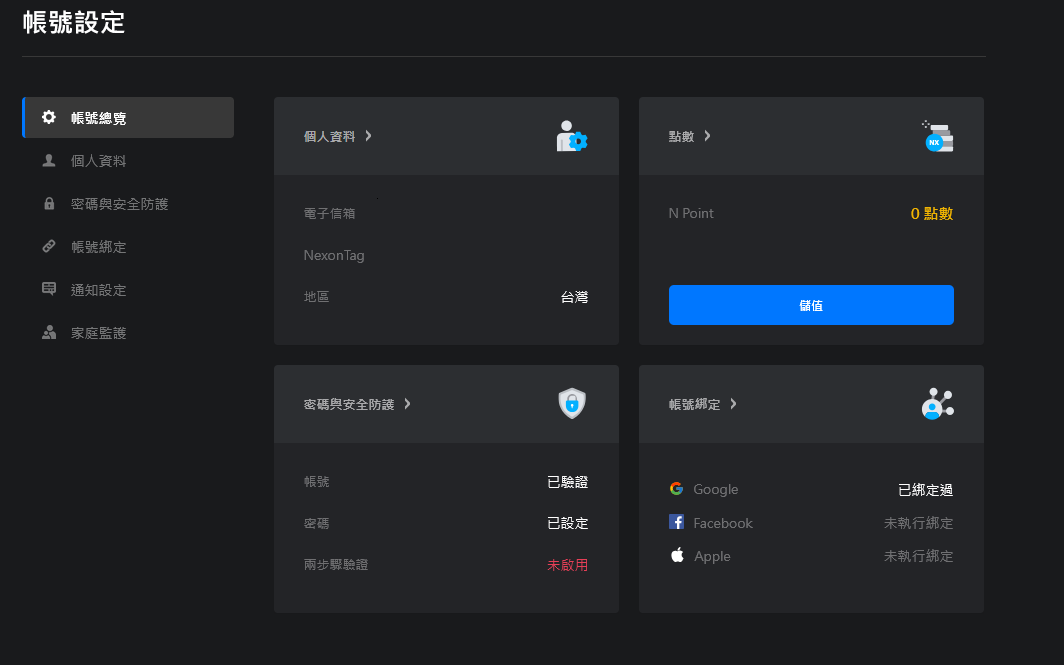 帳號設定
帳號總覽
個人資料
密碼與安全防護
帳號綁定
通知設定
家庭監護
個人資料
電子信箱
NexonTag
地區 台灣
點數
NX
N Point 0 點數
儲值
密碼與安全防護
帳號 已驗證
密碼 已設定
兩步驟驗證 未啟用
帳號綁定
Google 已綁定過
Facebook 未執行綁定
Apple 未執行綁定